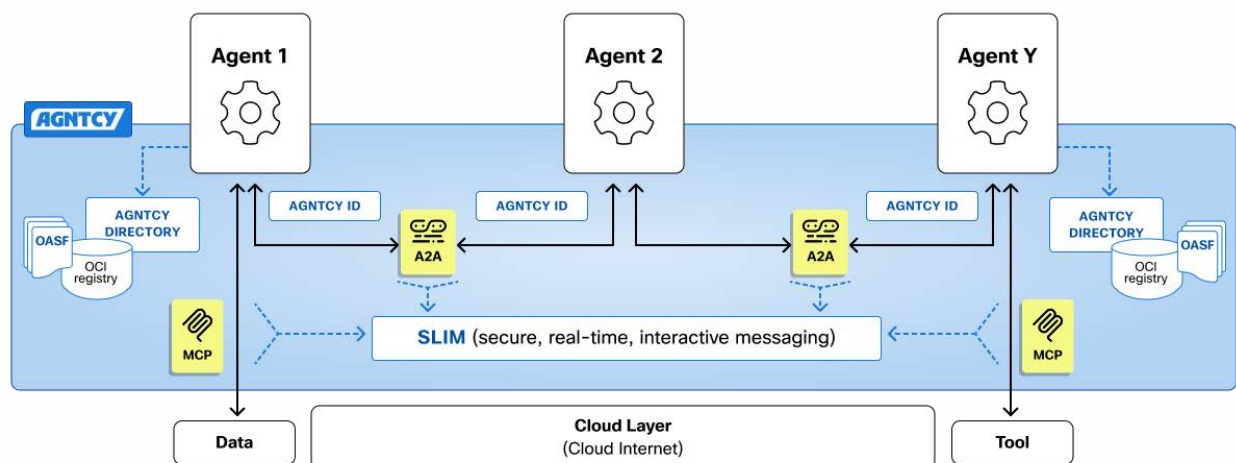 Agent 1
Agent 2
Agent Y
AGNTCY
AGNTCY ID
AGNTCY ID
AGNTCY ID
AGNTCY
DIRECTORY
OASF
OCI
registry
A2A
A2A
AGNTCY
DIRECTORY
OASF
OCI
registry
MCP
SLIM (secure, real-time, interactive messaging)
MCP
Data
Cloud Layer
(Cloud Internet)
Tool